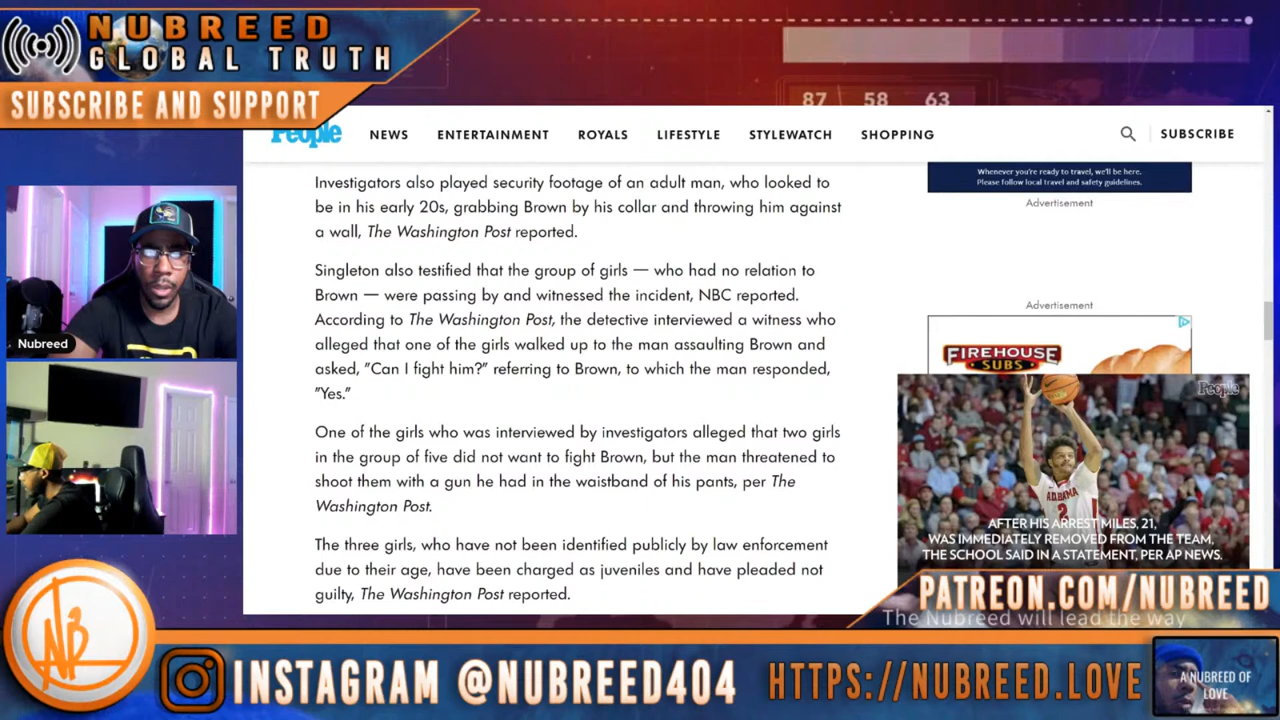 NUBREED
GLOBAL TRUTH
SUBSCRIBE AND SUPPORT
87 58 63
People
NEWS ENTERTAINMENT ROYALS LIFESTYLE STYLEWATCH SHOPPING
SUBSCRIBE
Investigators also played security footage of an adult man, who looked to
be in his early 20s, grabbing Brown by his collar and throwing him against
a wall, The Washington Post reported.
Singleton also testified that the group of girls — who had no relation to
Brown — were passing by and witnessed the incident, NBC reported.
According to The Washington Post, the detective interviewed a witness who
alleged that one of the girls walked up to the man assaulting Brown and
asked, "Can I fight him?" referring to Brown, to which the man responded,
"Yes."
One of the girls who was interviewed by investigators alleged that two girls
in the group of five did not want to fight Brown, but the man threatened to
shoot them with a gun he had in the waistband of his pants, per The
Washington Post.
The three girls, who have not been identified publicly by law enforcement
due to their age, have been charged as juveniles and have pleaded not
guilty, The Washington Post reported.
Whenever you're ready to travel, we'll be here.
Please follow local travel and safety guidelines.
Advertisement
Advertisement
FIREHOUSE
SUBS
People
ALABAMA
2
AFTER HIS ARREST MILES, 21,
WAS IMMEDIATELY REMOVED FROM THE TEAM,
THE SCHOOL SAID IN A STATEMENT, PER AP NEWS.
Nubreed
PATREON.COM/NUBREED
The Nubreed will lead the way
NB
INSTAGRAM @NUBREED404
HTTPS://NUBREED.LOVE
A NUBREED OF
LOVE